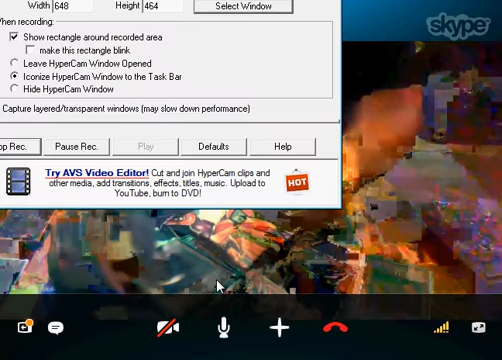 Width 648 Height 464 Select Window
When recording:
Show rectangle around recorded area
make this rectangle blink
Leave HyperCam Window Opened
Iconize HyperCam Window to the Task Bar
Hide HyperCam Window
Capture layered/transparent windows (may slow down performance)
op Rec. Pause Rec. Play Defaults Help
Try AVS Video Editor! Cut and join HyperCam clips and
other media, add transitions, effects, titles, music. Upload to
YouTube, burn to DVD!
HOT
skype